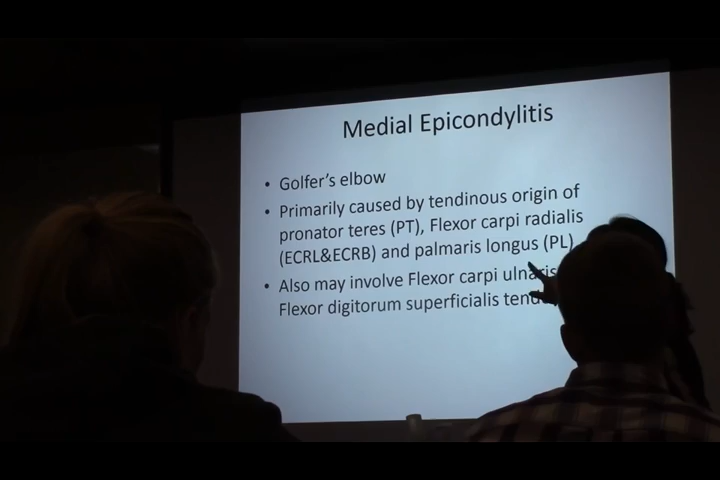 Medial Epicondylitis
• Golfer's elbow
• Primarily caused by tendinous origin of
pronator teres (PT), Flexor carpi radialis
(ECRL&ECRB) and palmaris longus (PL)
• Also may involve Flexor carpi ulnaris
Flexor digitorum superficialis